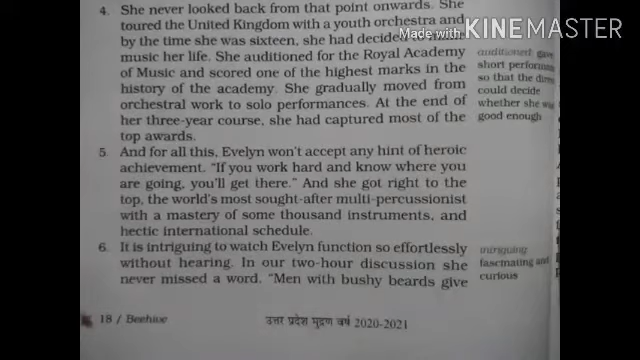 Made with KINEMASTER
4. She never looked back from that point onwards. She
toured the United Kingdom with a youth orchestra and
by the time she was sixteen, she had decided to
music her life. She auditioned for the Royal Academy
of Music and scored one of the highest marks in the
history of the academy. She gradually moved from
orchestral work to solo performances. At the end of
her three-year course, she had captured most of the
top awards.
auditioned: gave
short performan
so that the dire
could decide
whether she was
good enough
5. And for all this, Evelyn won't accept any hint of heroic
achievement. "If you work hard and know where you
are going, you'll get there." And she got right to the
top, the world's most sought-after multi-percussionist
with a mastery of some thousand instruments, and
hectic international schedule.
6. It is intriguing to watch Evelyn function so effortlessly
without hearing. In our two-hour discussion she
never missed a word. "Men with bushy beards give
intriguing
fascinating and
curious
18 / Beehive
उत्तर प्रदेश मुद्रण वर्ष 2020-2021